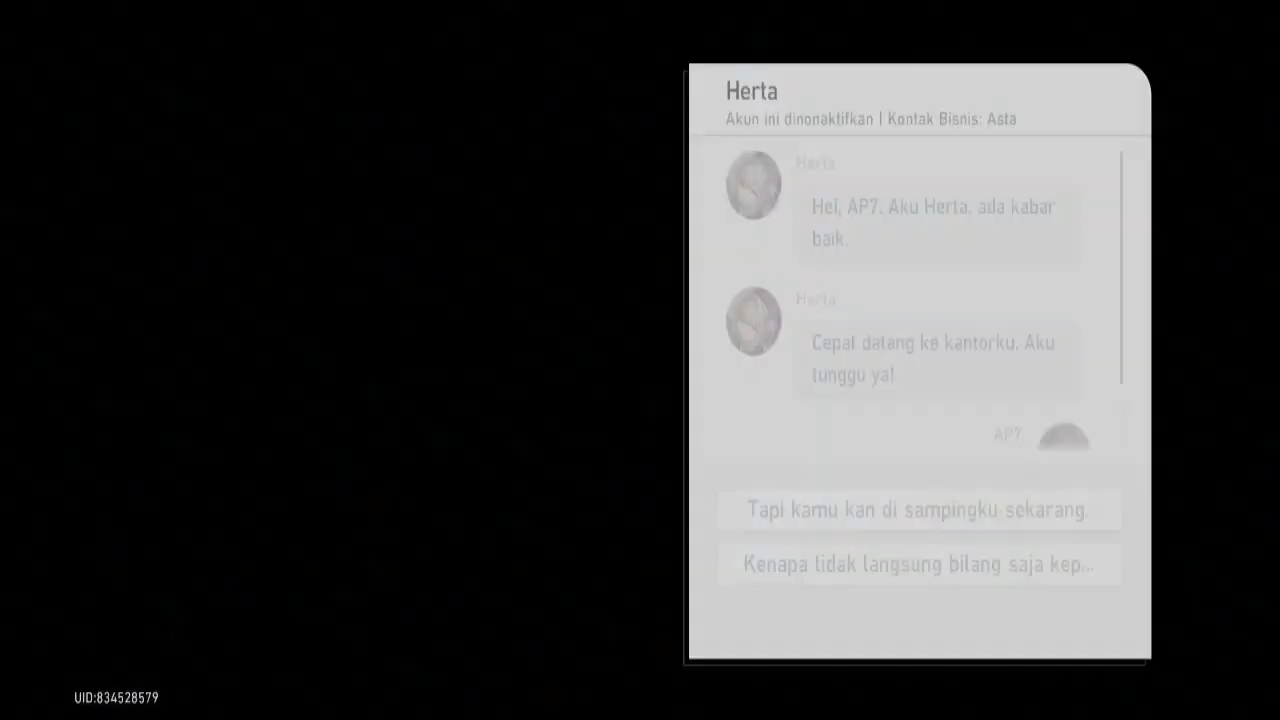 Herta
Akun ini dinonaktifkan | Kontak Bisnis: Asta
Herta
Hei, AP7. Aku Herta, ada kabar
baik.
Herta
Cepat datang ke kantorku. Aku
tunggu ya!
AP7
Tapi kamu kan di sampingku sekarang.
Kenapa tidak langsung bilang saja kep...
UID:834528579